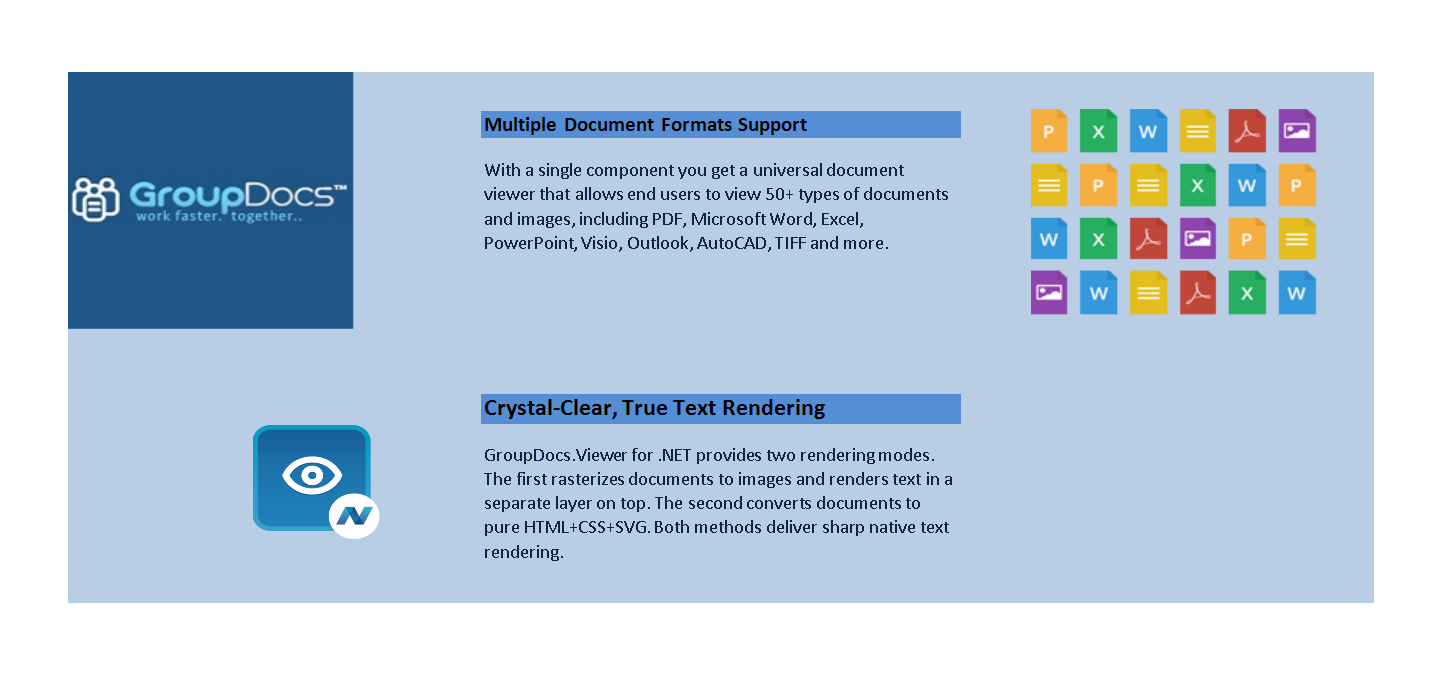 GroupDocs™
work faster. together..
Multiple Document Formats Support
With a single component you get a universal document
viewer that allows end users to view 50+ types of documents
and images, including PDF, Microsoft Word, Excel,
PowerPoint, Visio, Outlook, AutoCAD, TIFF and more.
P X W
P X W P
W X P
W X W
Crystal-Clear, True Text Rendering
GroupDocs.Viewer for .NET provides two rendering modes.
The first rasterizes documents to images and renders text in a
separate layer on top. The second converts documents to
pure HTML+CSS+SVG. Both methods deliver sharp native text
rendering.
N